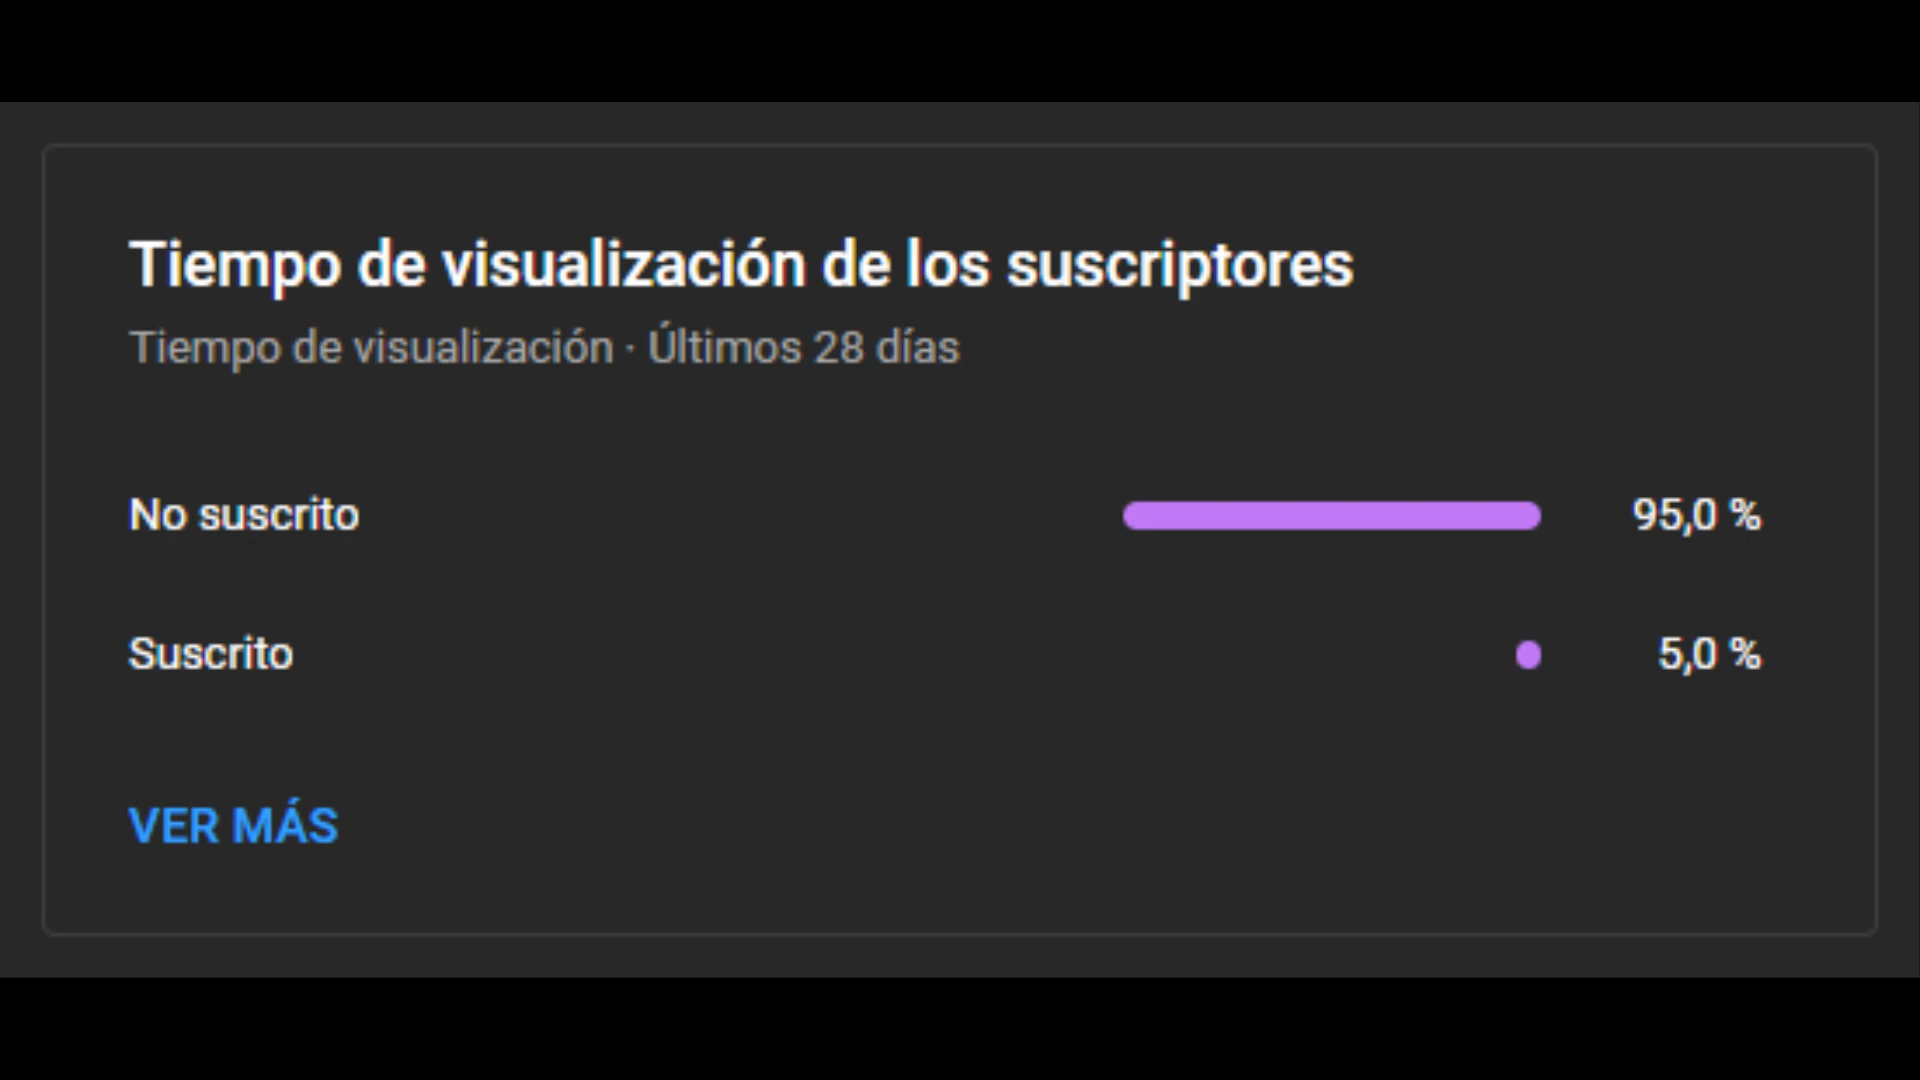 Tiempo de visualización de los suscriptores
Tiempo de visualización · Últimos 28 días
No suscrito 95,0 %
Suscrito 5,0 %
VER MÁS